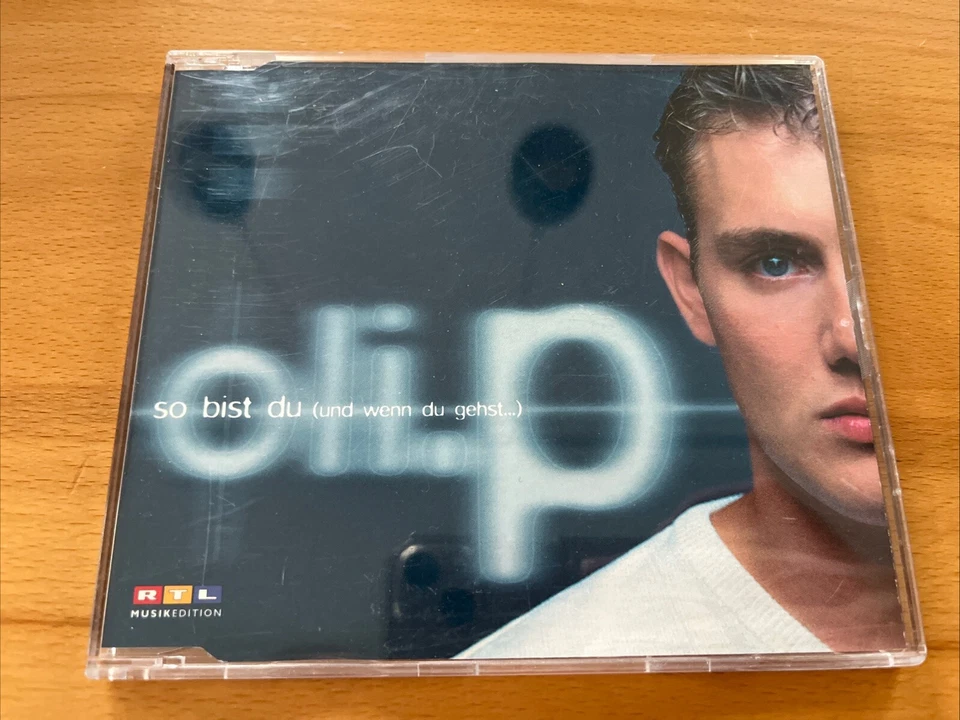 oli.p
so bist du (und wenn du gehst...)
RTL
MUSIKEDITION